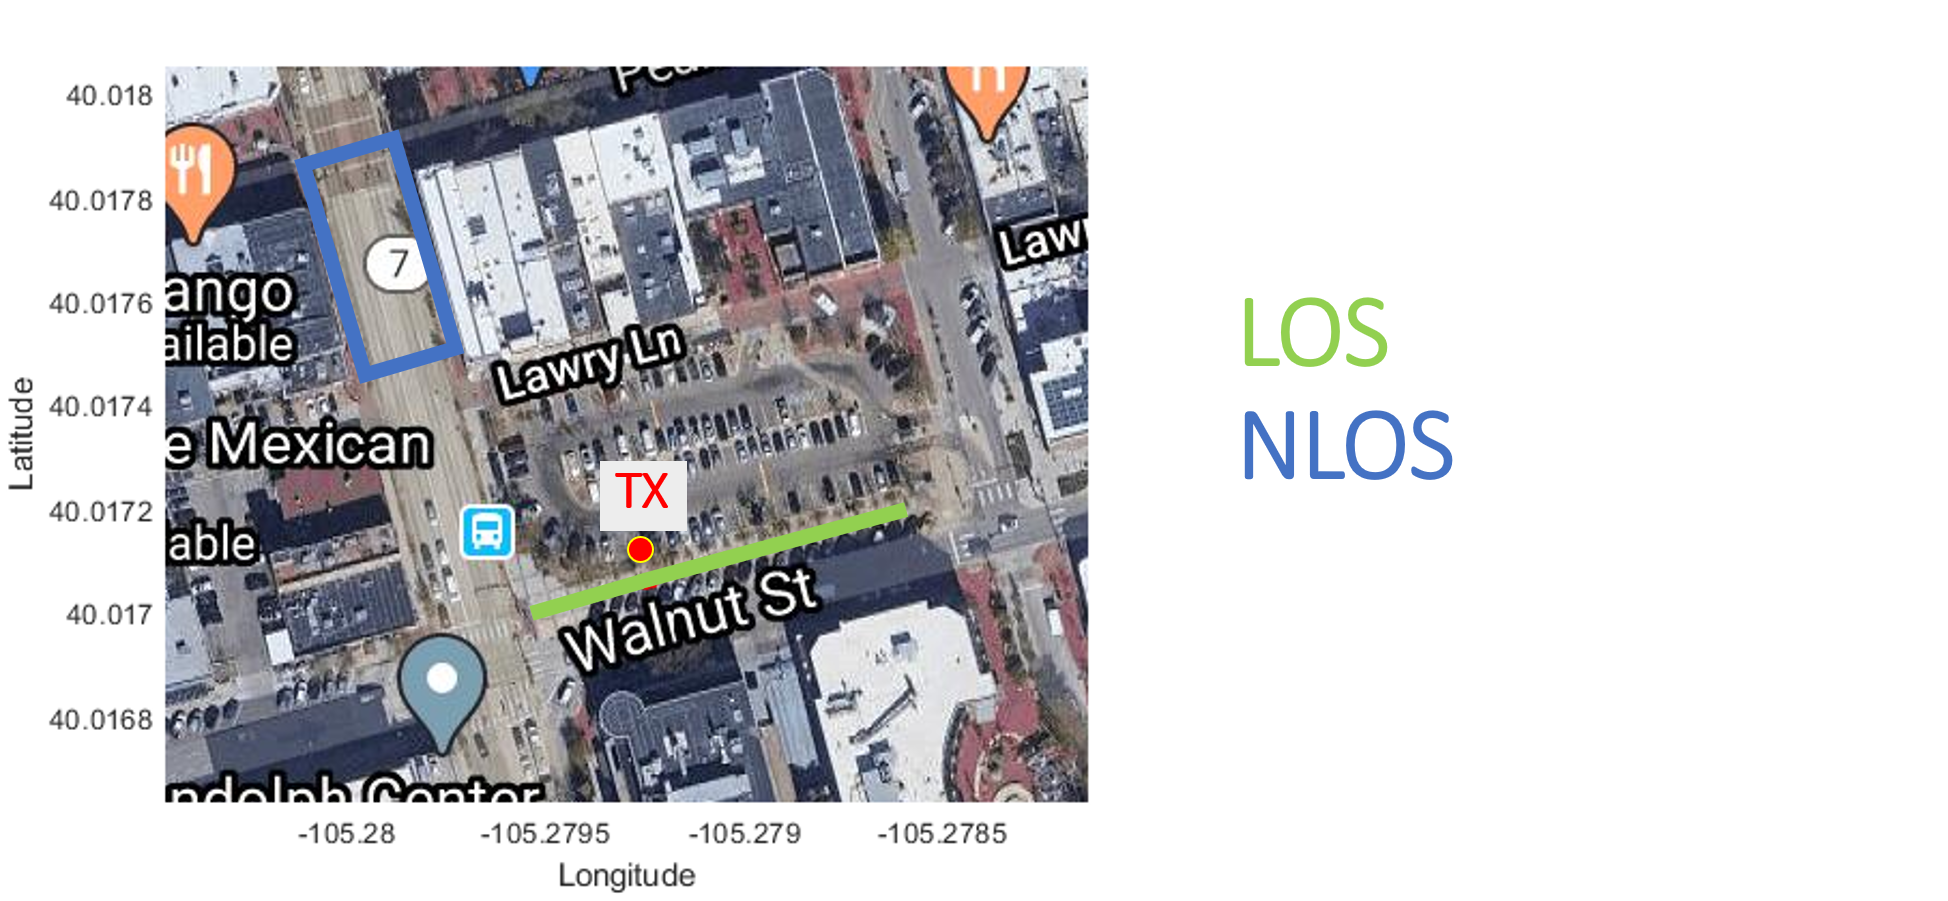 40.018
40.0178
40.0176
40.0174
40.0172
40.017
40.0168
Latitude
-105.28
-105.2795
-105.279
-105.2785
Longitude
7
ango
ailable
Lawry Ln
e Mexican
TX
able
Walnut St
LOS
NLOS